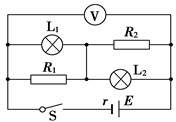 V
L₁ R₂
R₁ L₂
S r E